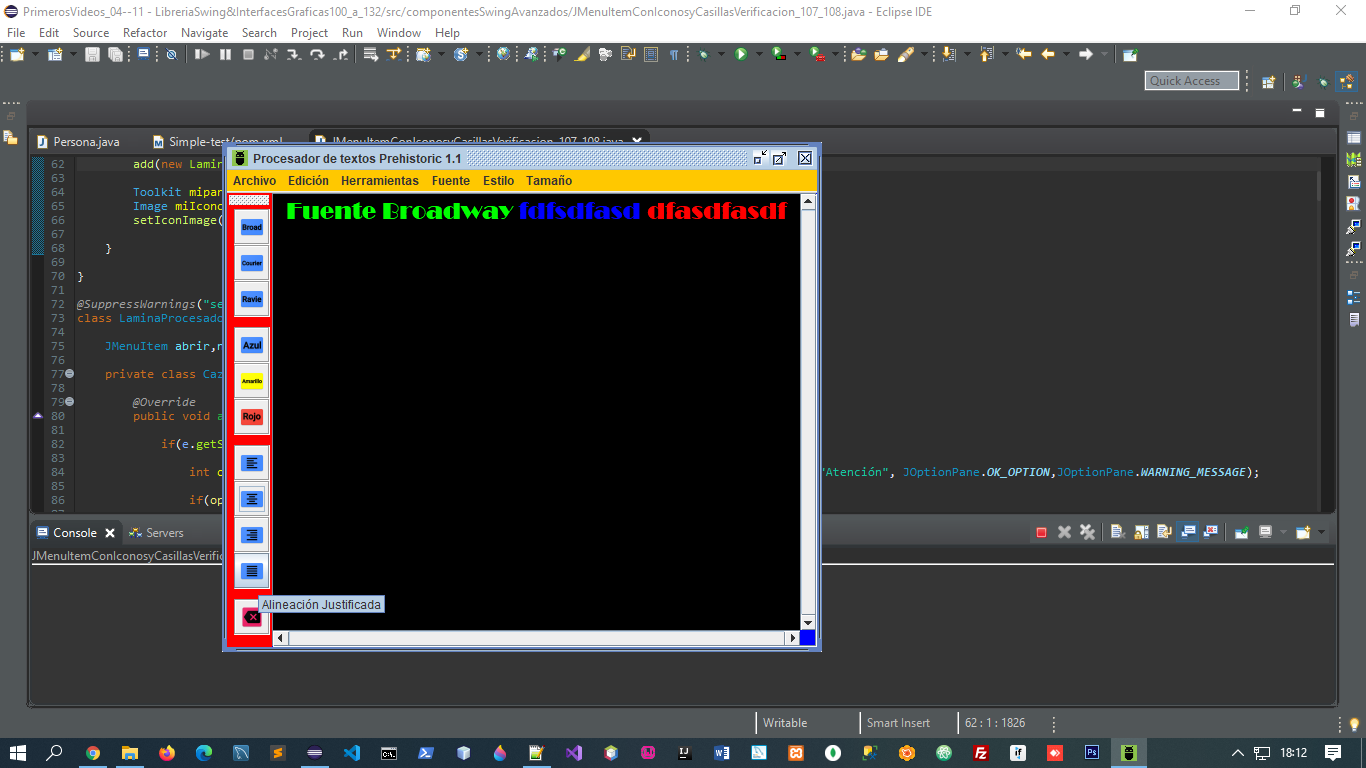 PrimerosVideos_04--11 - LibreriaSwing&InterfacesGraficas100_a_132/src/componentesSwingAvanzados/JMenuItemConIconosyCasillasVerificacion_107_108.java - Eclipse IDE
File Edit Source Refactor Navigate Search Project Run Window Help
Quick Access
Persona.java Simple-test/pom.xml JMenuItemConIconosyCasillasVerificacion_107_108.java
Procesador de textos Prehistoric 1.1
Archivo Edición Herramientas Fuente Estilo Tamaño
Fuente Broadway fdfsdfasd dfasdfasdf
Broad
Courier
Ravie
Azul
Amarillo
Rojo
Alineación Justificada
62 add(new Lamin
63
64 Toolkit mipan
65 Image miIcono
66 setIconImage(
67
68 }
69
70 }
71
72 @SuppressWarnings("se
73 class LaminaProcesado
74
75 JMenuItem abrir,n
76
77 private class Caz
78
79 @Override
80 public void a
81
82 if(e.getS
83
84 int o "Atención", JOptionPane.OK_OPTION,JOptionPane.WARNING_MESSAGE);
85
86 if(op
Console Servers
JMenuItemConIconosyCasillasVerific
Writable Smart Insert 62 : 1 : 1826
18:12